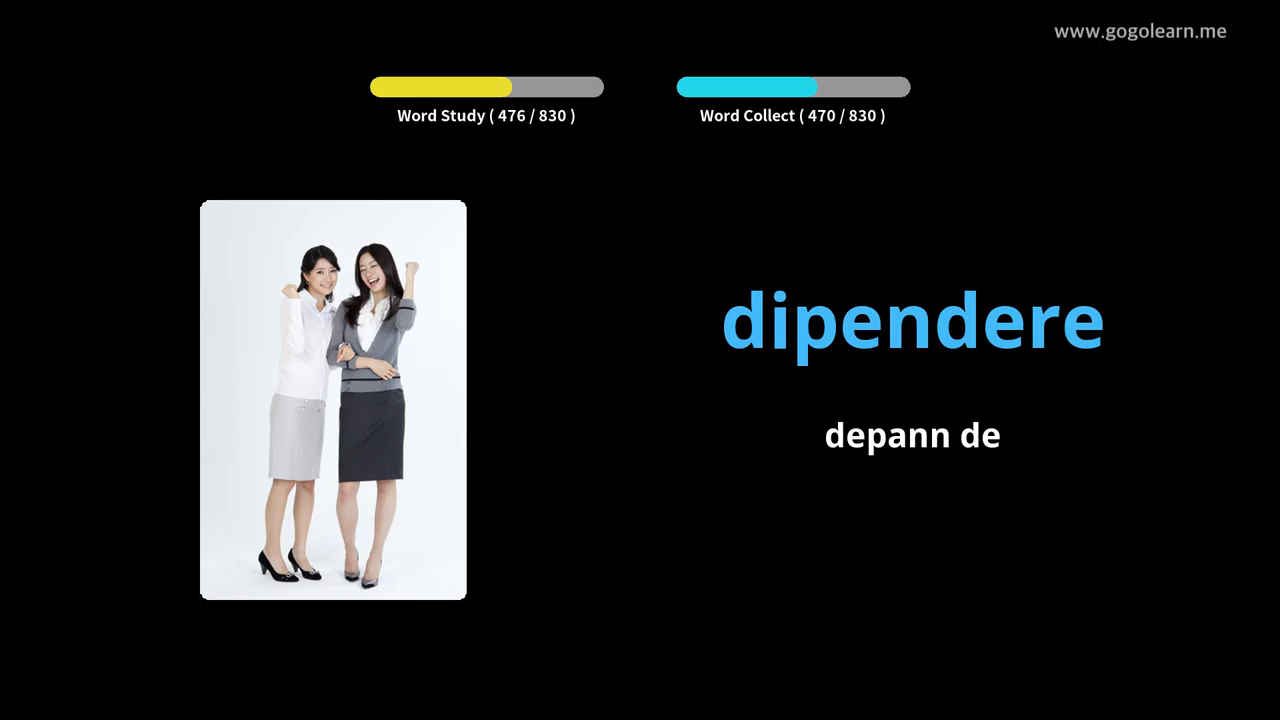 www.gogolearn.me
Word Study ( 476 / 830 )
Word Collect ( 470 / 830 )
dipendere
depann de